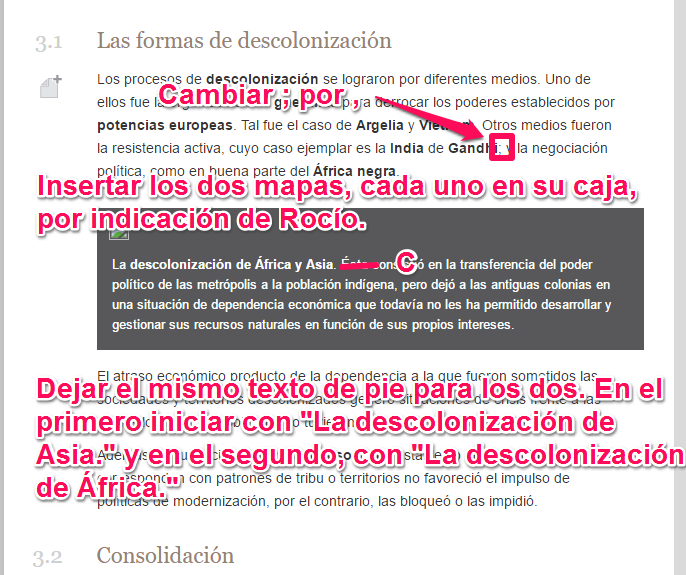 3.1 Las formas de descolonización
Los procesos de descolonización se lograron por diferentes medios. Uno de
ellos fue la
Cambiar ; por ,
para derrocar los poderes establecidos por
potencias europeas. Tal fue el caso de Argelia y Otros medios fueron
la resistencia activa, cuyo caso ejemplar es la India de Gandhi; y la negociación
política, como en buena parte del África negra.
Insertar los dos mapas, cada uno en su caja,
por indicación de Rocío.
La descolonización de África y Asia. Ésta consistió en la transferencia del poder
C
político de las metrópolis a la población indígena, pero dejó a las antiguas colonias en
una situación de dependencia económica que todavía no les ha permitido desarrollar y
gestionar sus recursos naturales en función de sus propios intereses.
El atraso económico producto de la dependencia a la que fueron sometidos las
Dejar el mismo texto de pie para los dos. En el
primero iniciar con "La descolonización de
Asia." y en el segundo, con "La descolonización
de África."
con patrones de tribu o territorios no favoreció el impulso de
políticas de modernización, por el contrario, las bloqueó o las impidió.
3.2 Consolidación